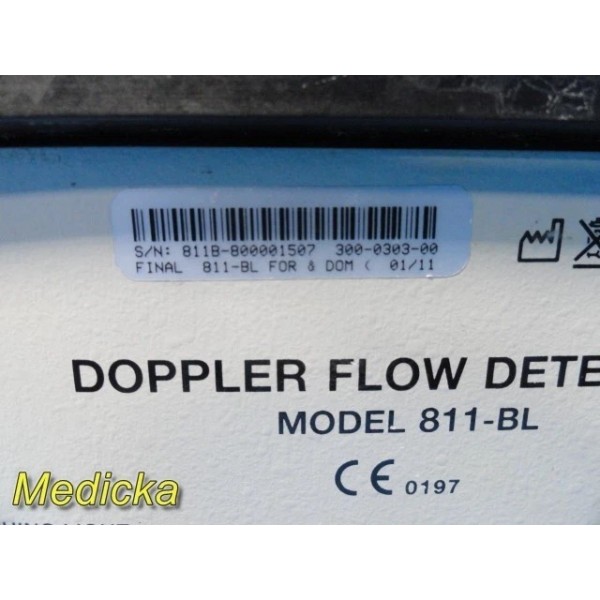 S/N: 811B-800001507 300-0303-00
FINAL 811-BL FOR & DOM ( 01/11
DOPPLER FLOW DETE
MODEL 811-BL
CE 0197
Medicka